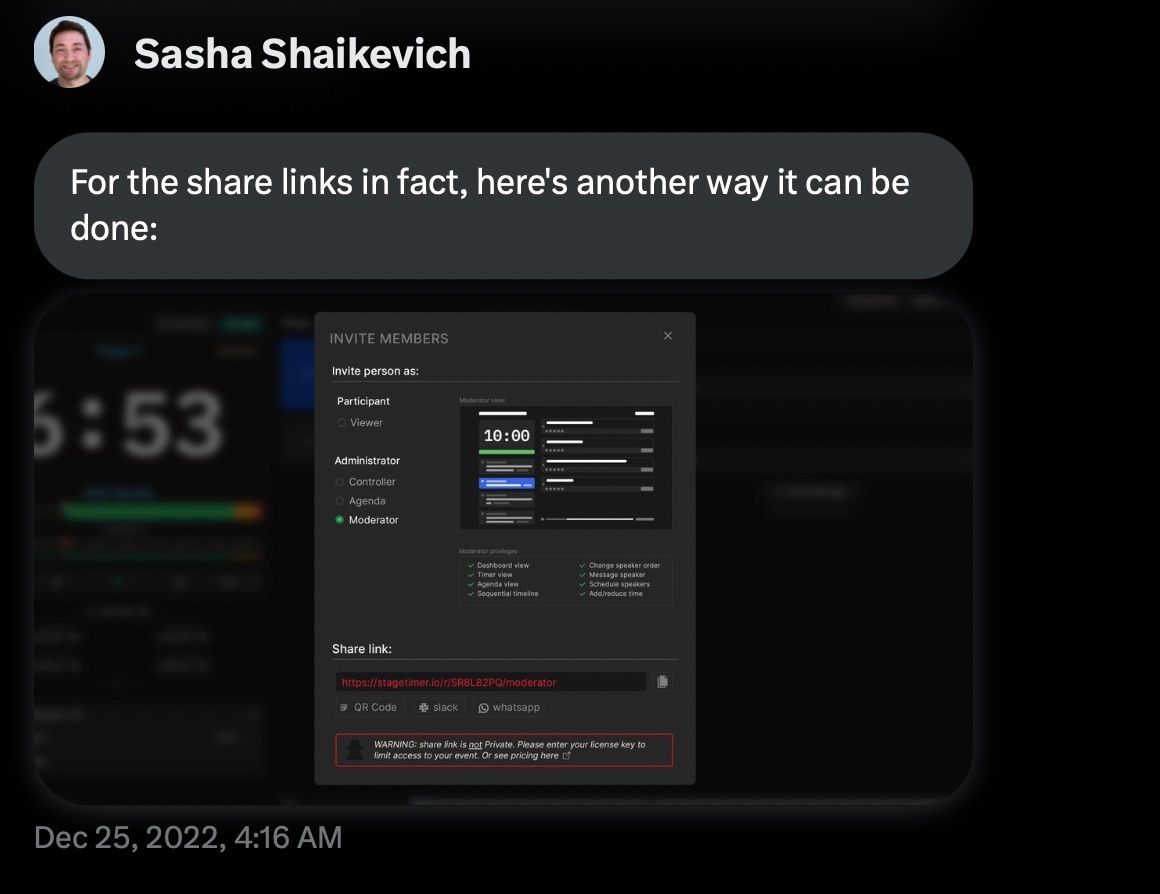 Sasha Shaikevich
For the share links in fact, here's another way it can be
done:
6:53
INVITE MEMBERS
Invite person as:
Participant
Viewer
Administrator
Controller
Agenda
Moderator
Moderator view:
10:00
Moderator privileges
Dashboard view
Timer view
Agenda view
Sequential timeline
Change speaker order
Message speaker
Schedule speakers
Add/reduce time
Share link:
https://stagetimer.io/r/SR8L82PQ/moderator
QR Code
slack
whatsapp
WARNING: share link is not Private. Please enter your license key to
limit access to your event. Or see pricing here
Dec 25, 2022, 4:16 AM